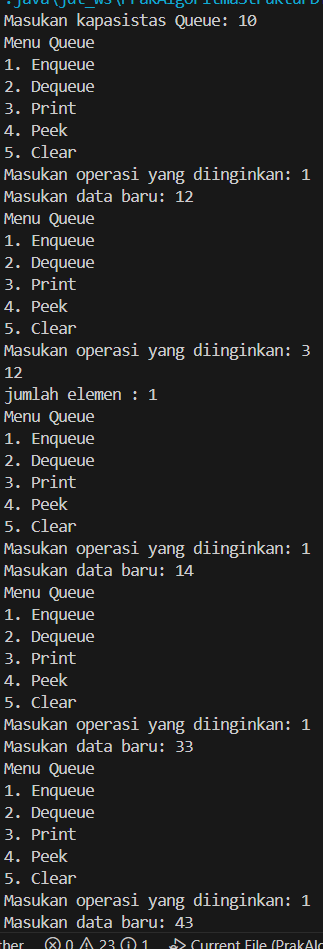 Masukan kapasistas Queue: 10
Menu Queue
1. Enqueue
2. Dequeue
3. Print
4. Peek
5. Clear
Masukan operasi yang diinginkan: 1
Masukan data baru: 12
Menu Queue
1. Enqueue
2. Dequeue
3. Print
4. Peek
5. Clear
Masukan operasi yang diinginkan: 3
12
jumlah elemen : 1
Menu Queue
1. Enqueue
2. Dequeue
3. Print
4. Peek
5. Clear
Masukan operasi yang diinginkan: 1
Masukan data baru: 14
Menu Queue
1. Enqueue
2. Dequeue
3. Print
4. Peek
5. Clear
Masukan operasi yang diinginkan: 1
Masukan data baru: 33
Menu Queue
1. Enqueue
2. Dequeue
3. Print
4. Peek
5. Clear
Masukan operasi yang diinginkan: 1
Masukan data baru: 43
0 23 1 Current File (PrakAlgo